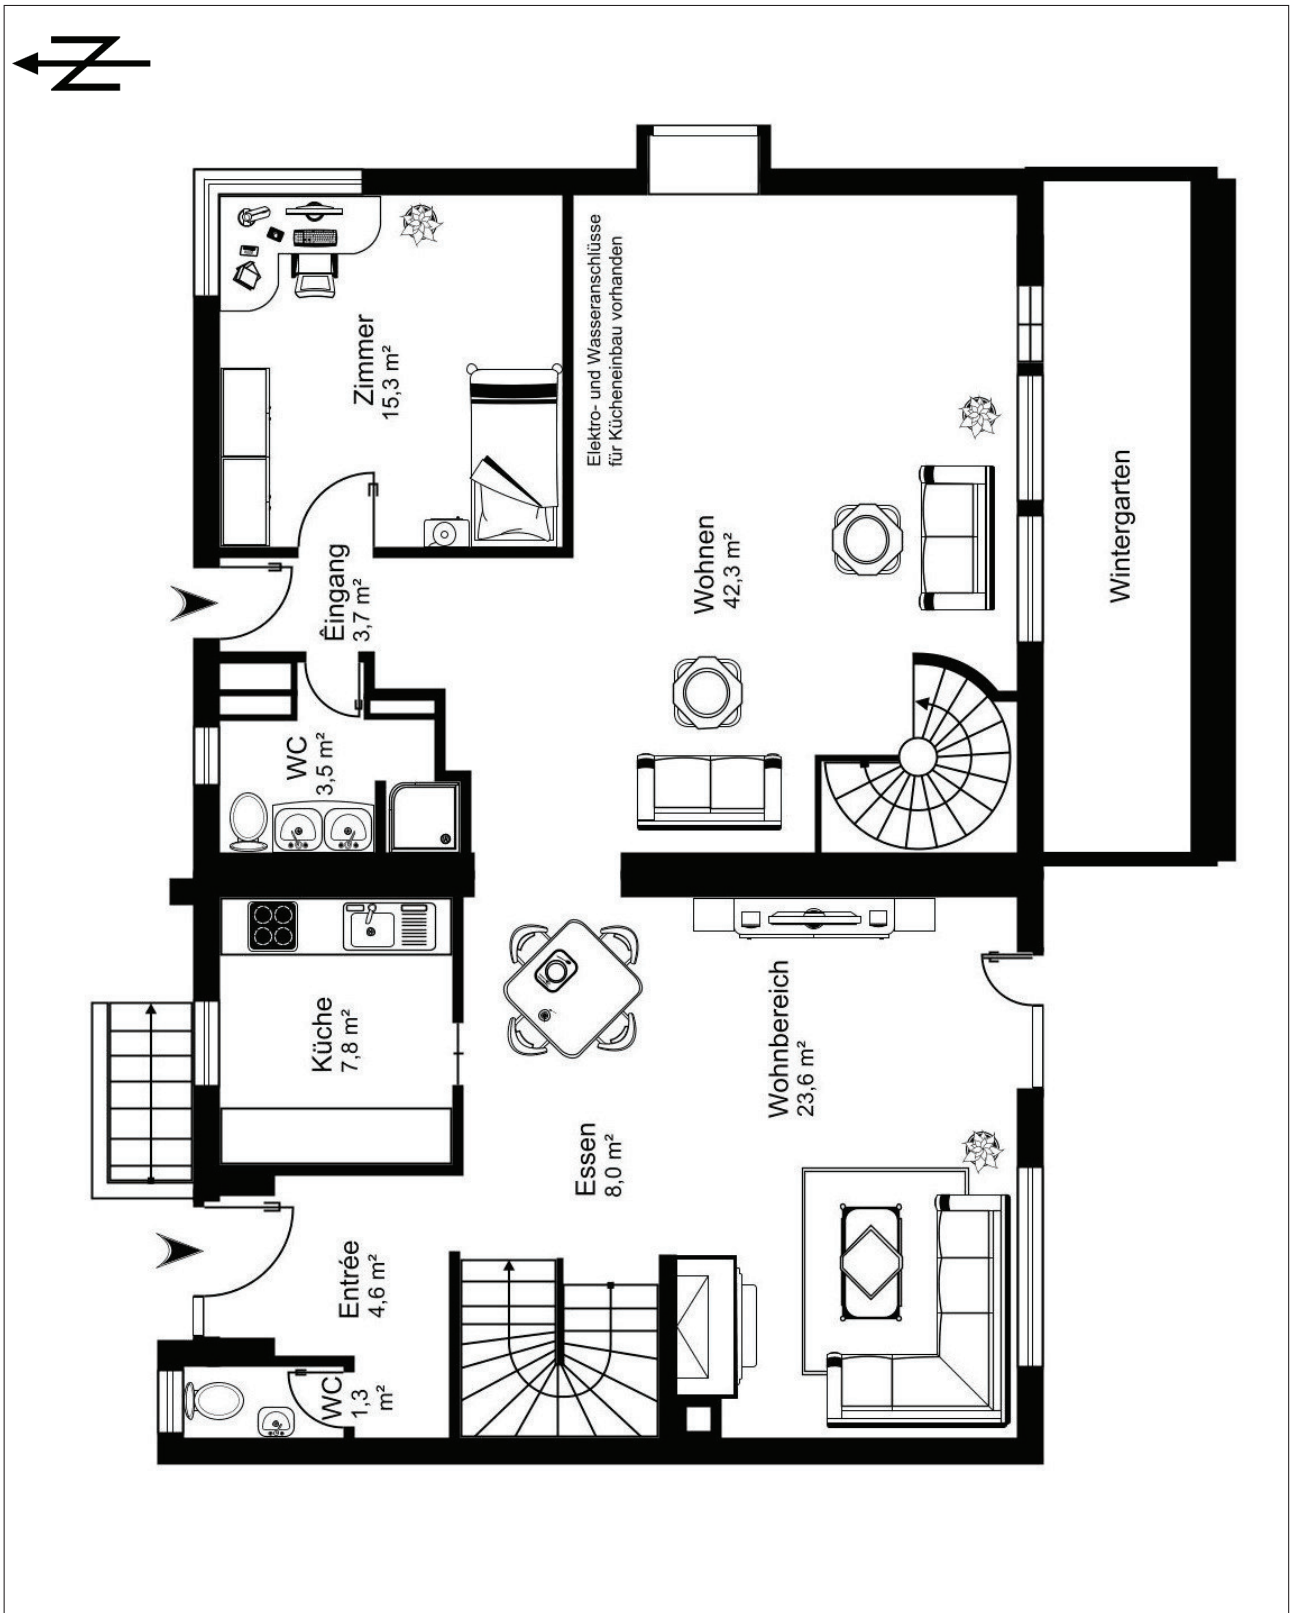 N
Zimmer
15,3 m²
Elektro- und Wasseranschlüsse
für Kücheneinbau vorhanden
Êingang
3,7 m²
Wohnen
42,3 m²
Wintergarten
WC
3,5 m²
Küche
7,8 m²
Essen
8,0 m²
Wohnbereich
23,6 m²
Entrée
4,6 m²
WC
1,3
m²